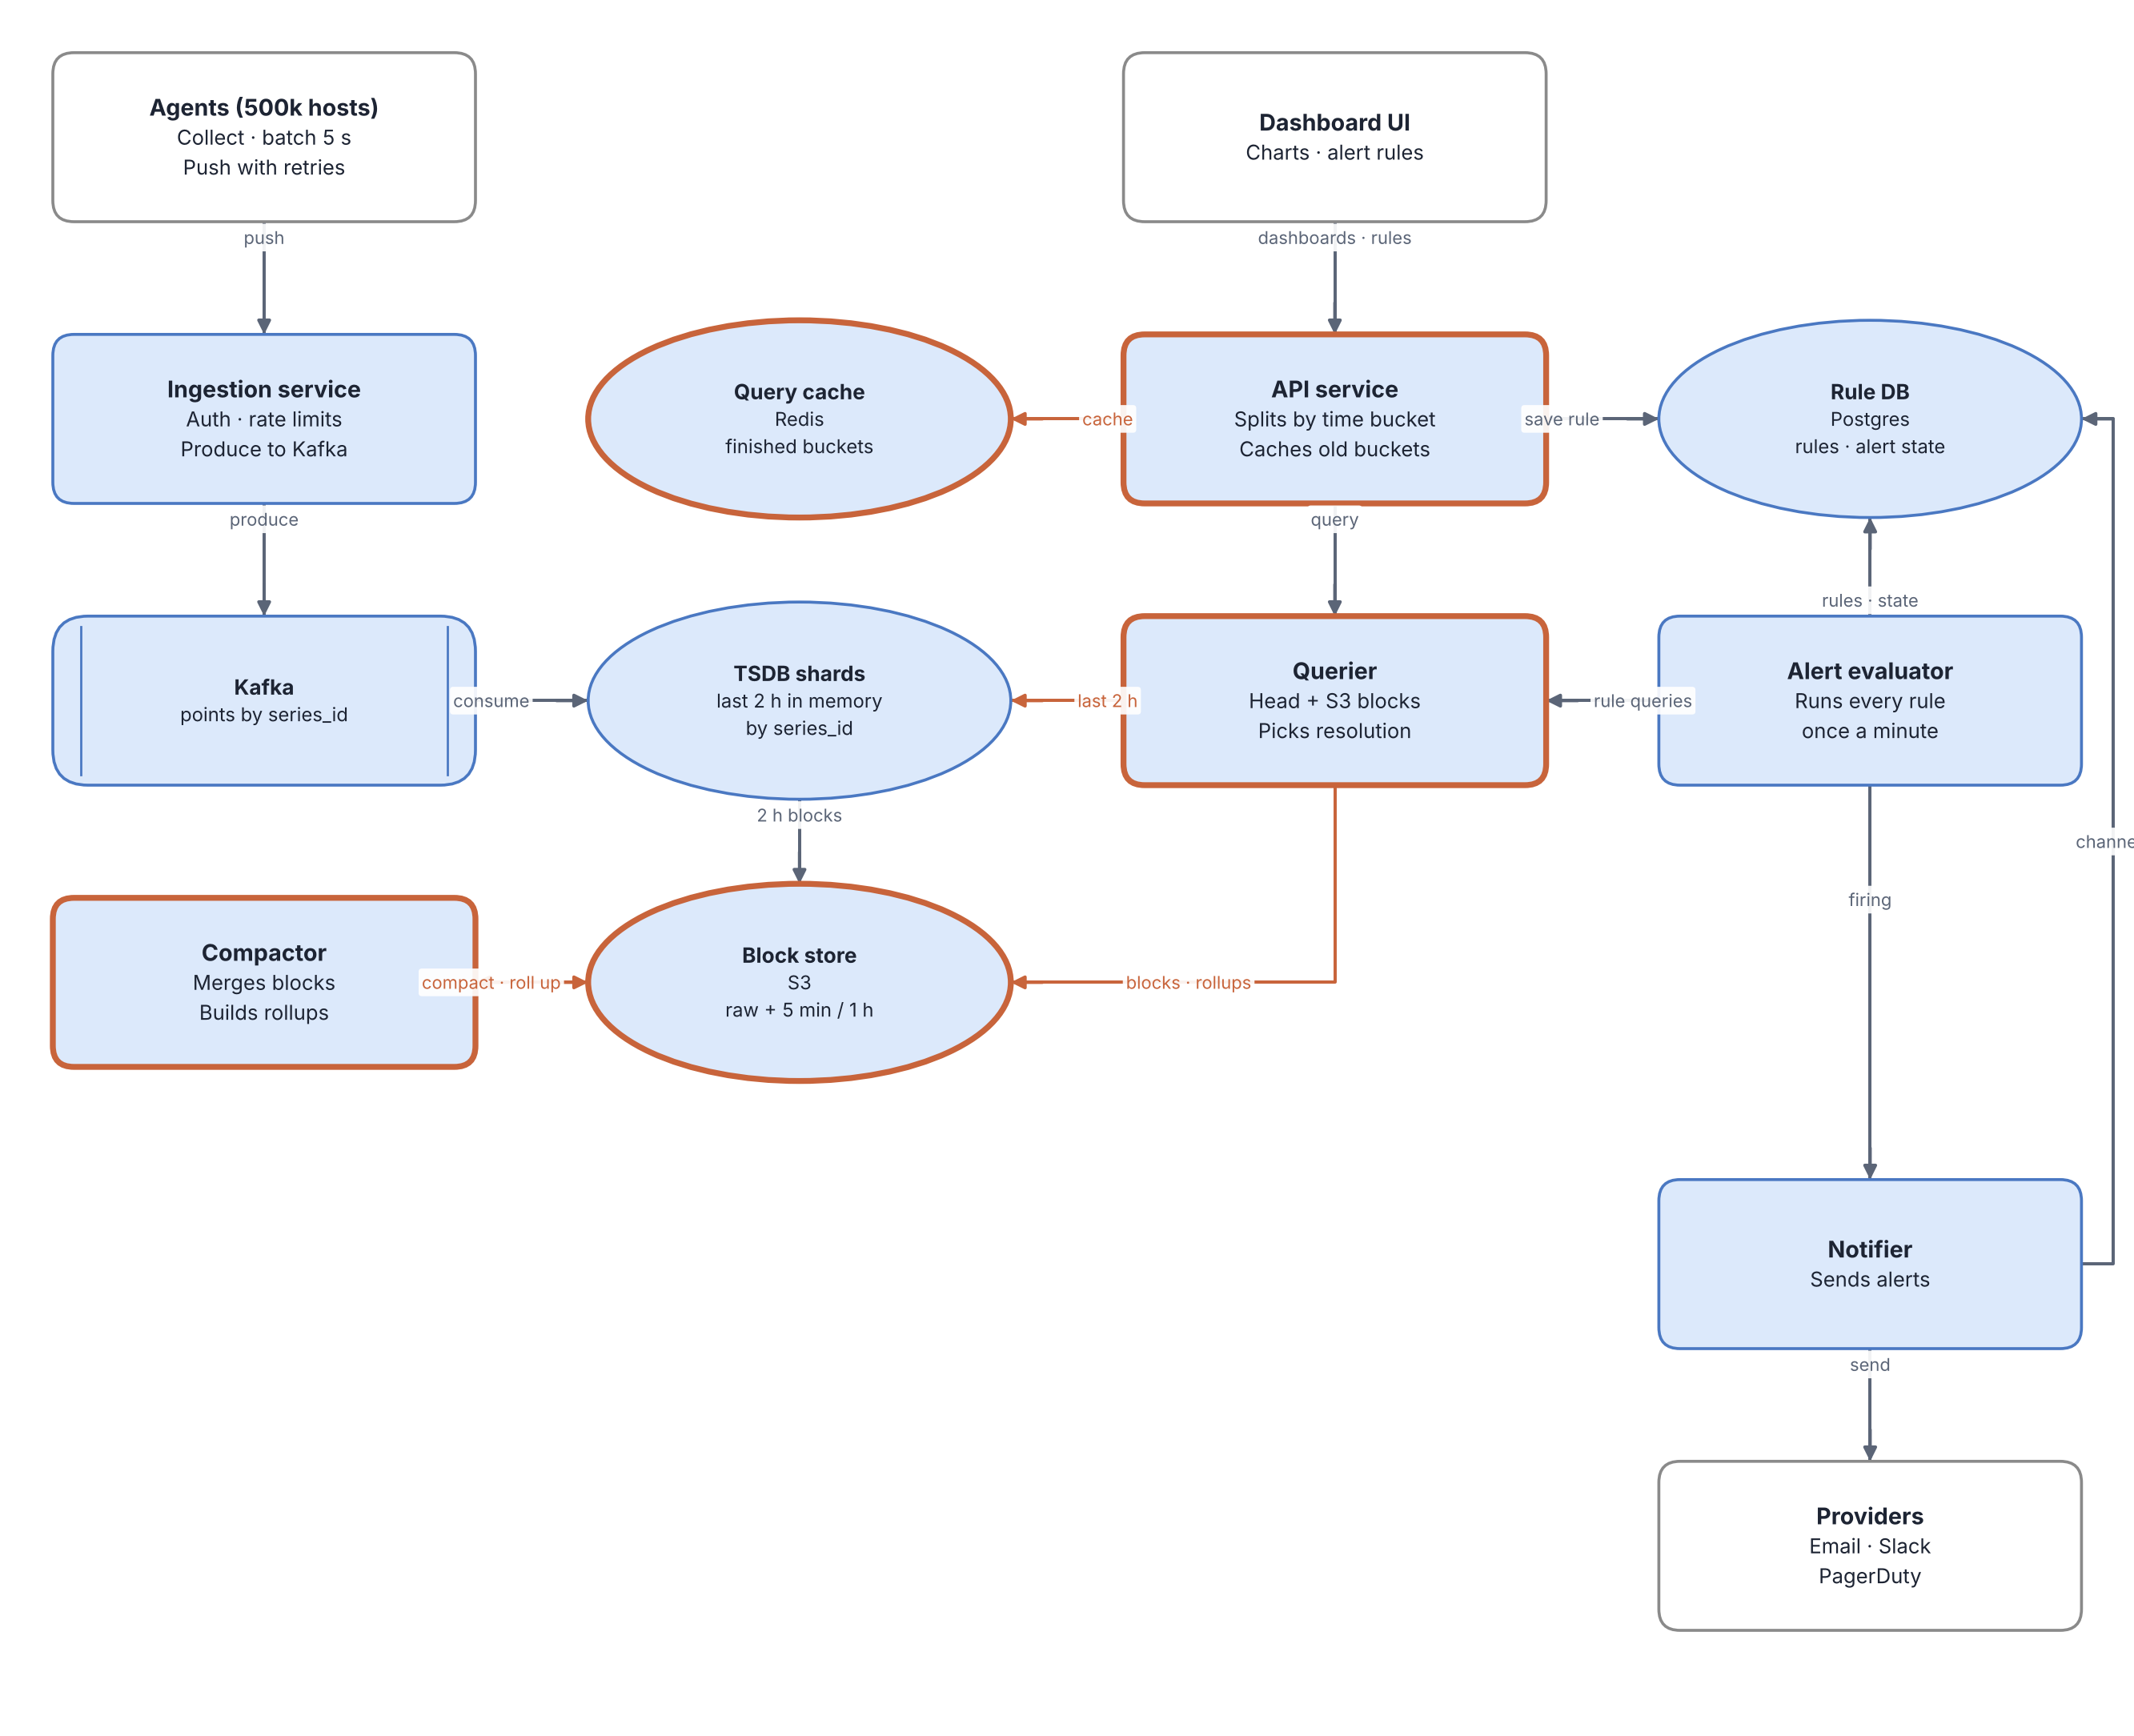 Agents (500k hosts)
Collect · batch 5 s
Push with retries
Dashboard UI
Charts · alert rules
push
dashboards · rules
Ingestion service
Auth · rate limits
Produce to Kafka
Query cache
Redis
finished buckets
cache
API service
Splits by time bucket
Caches old buckets
save rule
Rule DB
Postgres
rules · alert state
produce
query
rules · state
Kafka
points by series_id
consume
TSDB shards
last 2 h in memory
by series_id
last 2 h
Querier
Head + S3 blocks
Picks resolution
rule queries
Alert evaluator
Runs every rule
once a minute
2 h blocks
channe
firing
Compactor
Merges blocks
Builds rollups
compact · roll up
Block store
S3
raw + 5 min / 1 h
blocks · rollups
Notifier
Sends alerts
send
Providers
Email · Slack
PagerDuty